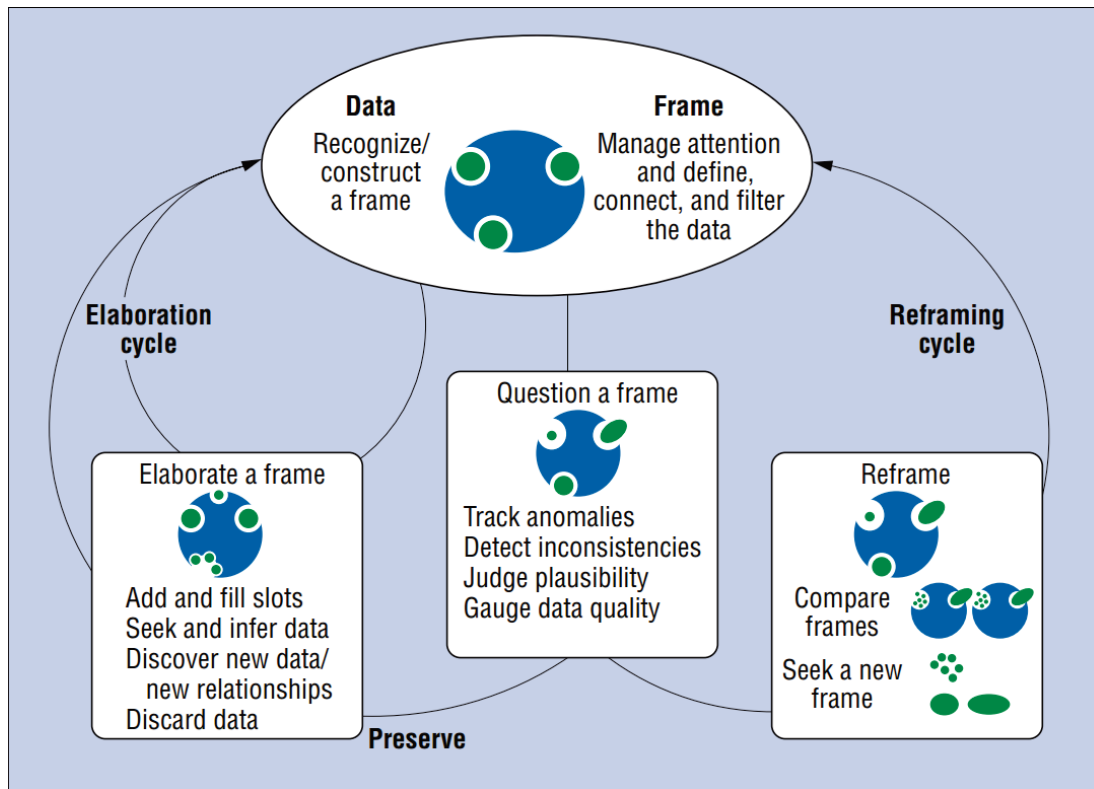 Data
Recognize/
construct
a frame
Frame
Manage attention
and define,
connect, and filter
the data
Elaboration
cycle
Reframing
cycle
Elaborate a frame
Add and fill slots
Seek and infer data
Discover new data/
new relationships
Discard data
Question a frame
Track anomalies
Detect inconsistencies
Judge plausibility
Gauge data quality
Reframe
Compare
frames
Seek a new
frame
Preserve